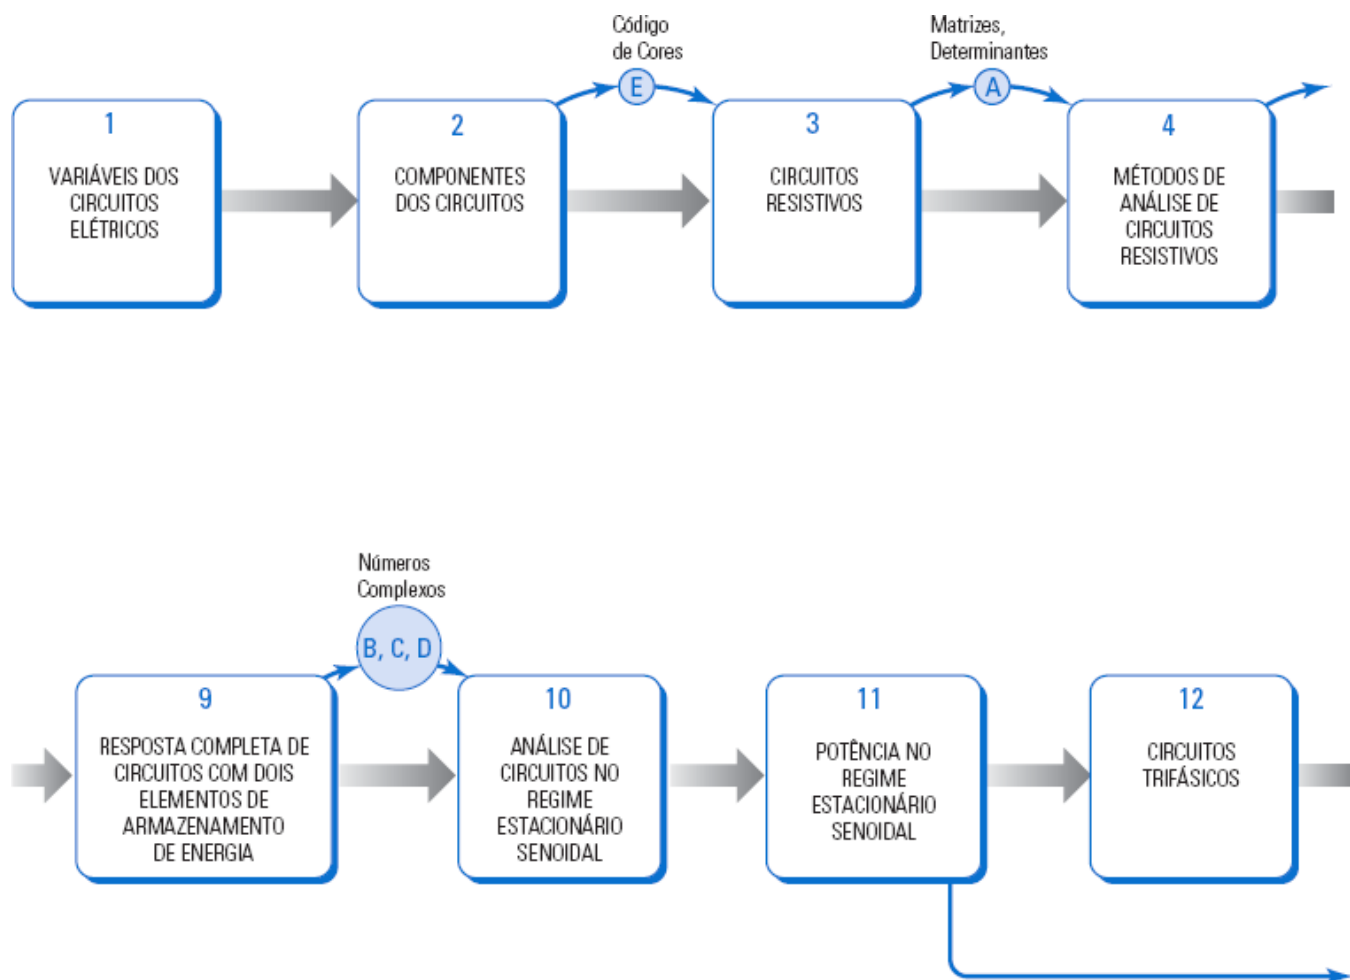 Código
de Cores
E
Matrizes,
Determinantes
A
1
VARIÁVEIS DOS
CIRCUITOS
ELÉTRICOS
2
COMPONENTES
DOS CIRCUITOS
3
CIRCUITOS
RESISTIVOS
4
MÉTODOS DE
ANÁLISE DE
CIRCUITOS
RESISTIVOS
Números
Complexos
B, C, D
9
RESPOSTA COMPLETA DE
CIRCUITOS COM DOIS
ELEMENTOS DE
ARMAZENAMENTO
DE ENERGIA
10
ANÁLISE DE
CIRCUITOS NO
REGIME
ESTACIONÁRIO
SENOIDAL
11
POTÊNCIA NO
REGIME
ESTACIONÁRIO
SENOIDAL
12
CIRCUITOS
TRIFÁSICOS